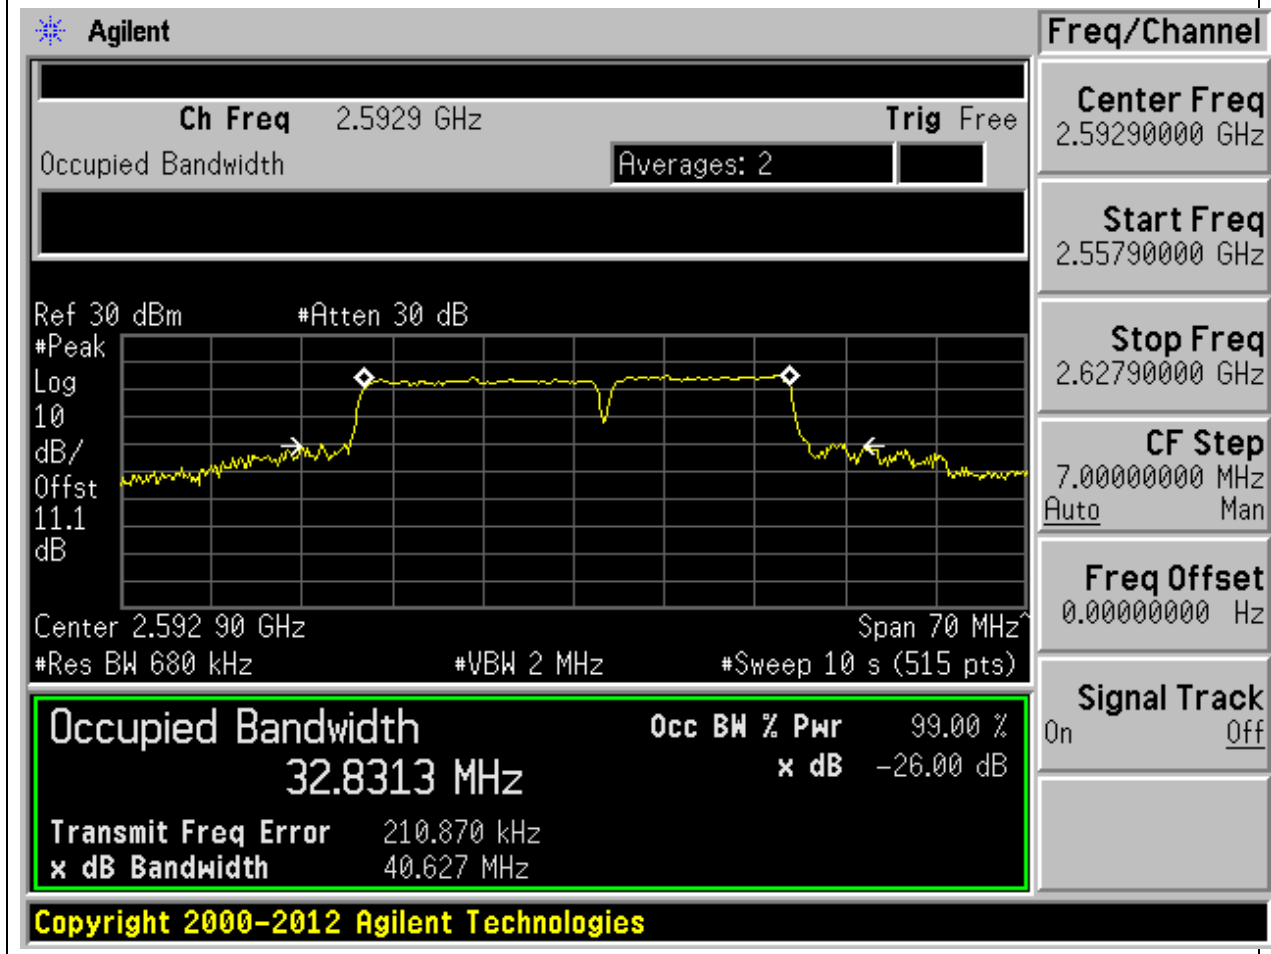 Agilent
Freq/Channel
Ch Freq 2.5929 GHz Trig Free
Occupied Bandwidth Averages: 2
Center Freq
2.59290000 GHz
Start Freq
2.55790000 GHz
Stop Freq
2.62790000 GHz
CF Step
7.00000000 MHz
Auto Man
Freq Offset
0.00000000 Hz
Signal Track
On Off
Ref 30 dBm #Atten 30 dB
#Peak
Log
10
dB/
Offst
11.1
dB
Center 2.592 90 GHz Span 70 MHz^
#Res BW 680 kHz #VBW 2 MHz #Sweep 10 s (515 pts)
Occupied Bandwidth Occ BW % Pwr 99.00 %
32.8313 MHz x dB -26.00 dB
Transmit Freq Error 210.870 kHz
x dB Bandwidth 40.627 MHz
Copyright 2000-2012 Agilent Technologies